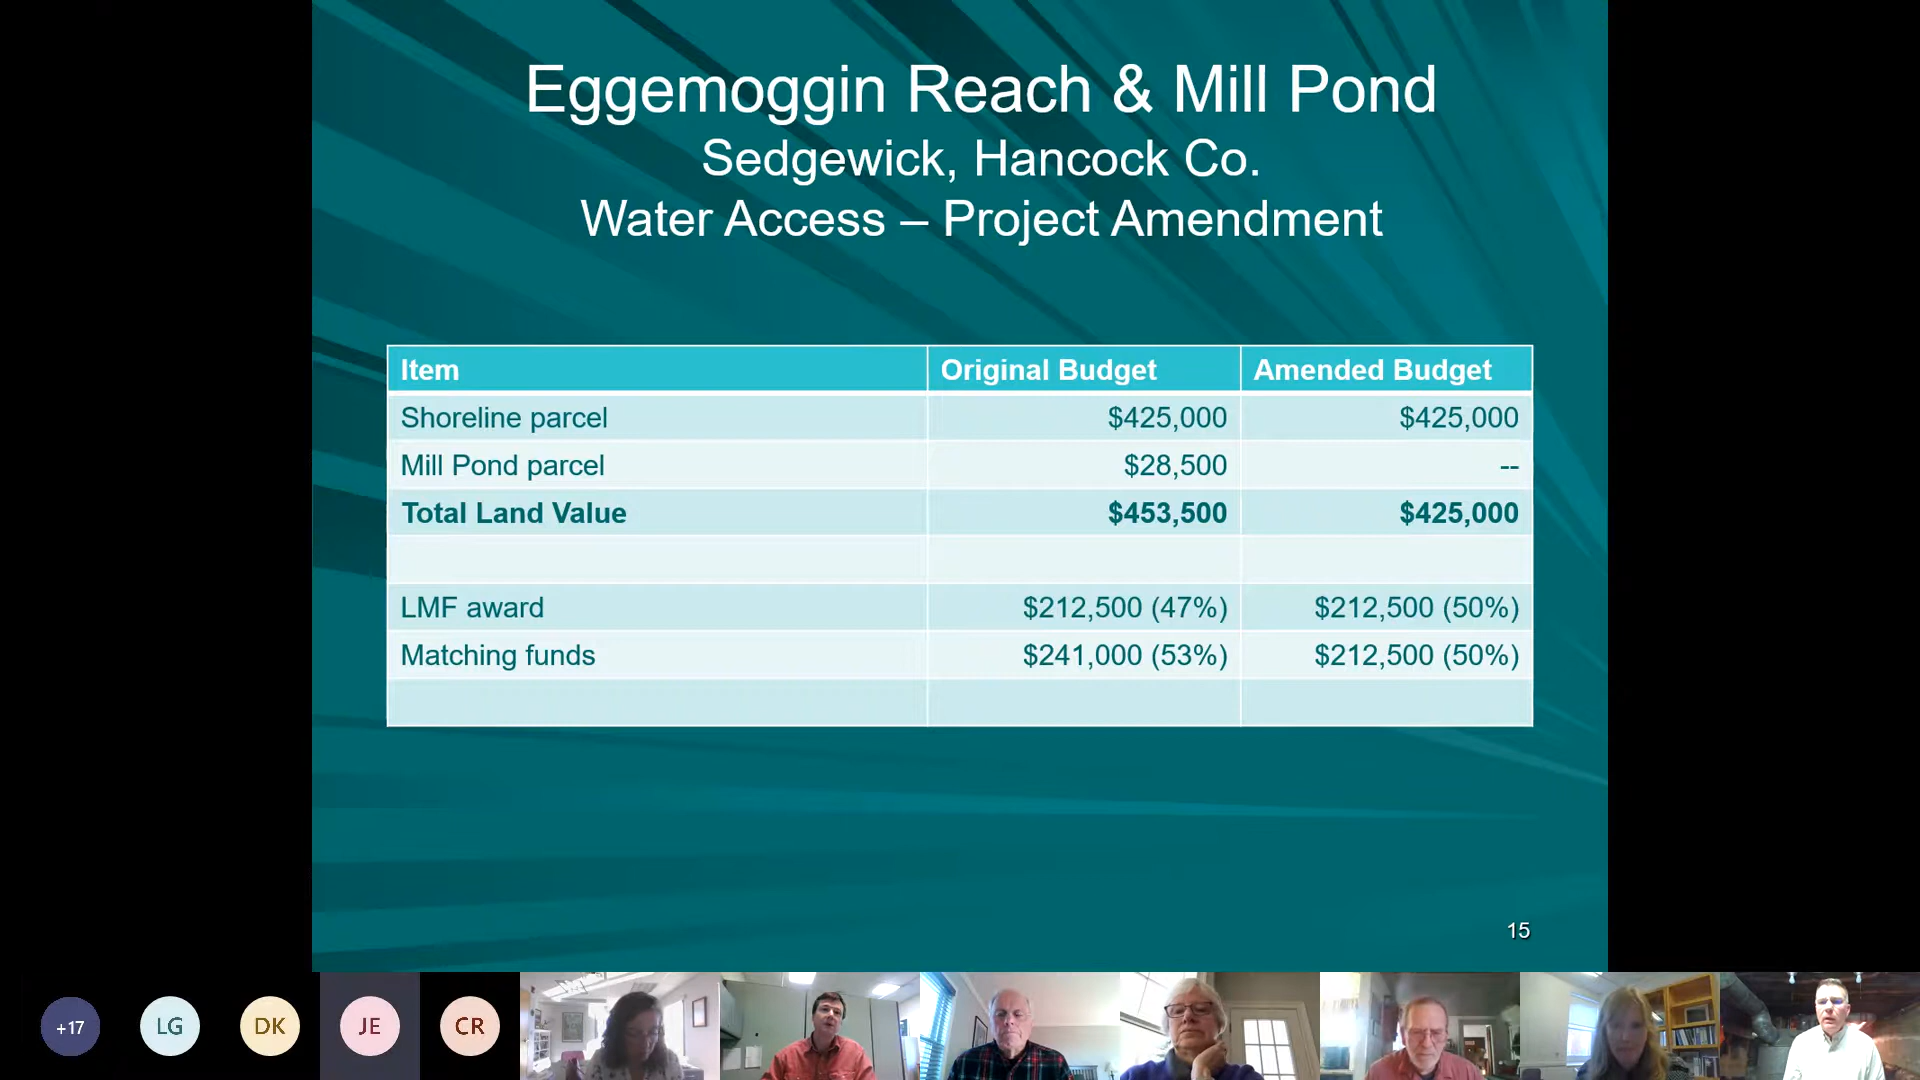 Eggemoggin Reach & Mill Pond
Sedgewick, Hancock Co.
Water Access – Project Amendment
Item Original Budget Amended Budget
Shoreline parcel $425,000 $425,000
Mill Pond parcel $28,500 --
Total Land Value $453,500 $425,000
LMF award $212,500 (47%) $212,500 (50%)
Matching funds $241,000 (53%) $212,500 (50%)
15
+17 LG DK JE CR